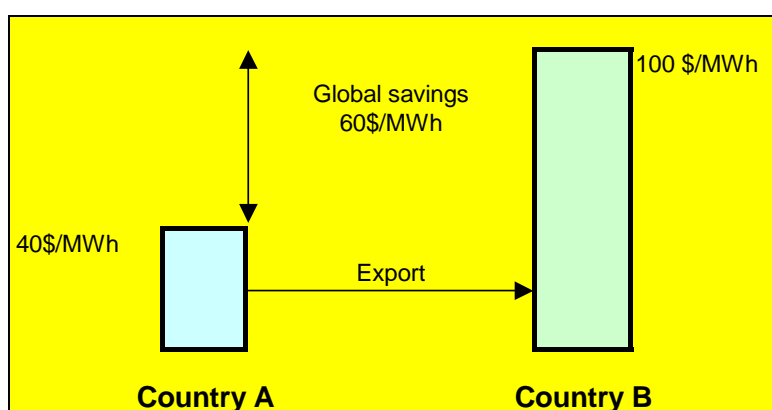 100 $/MWh
Global savings
60$/MWh
40$/MWh
Export
Country A
Country B